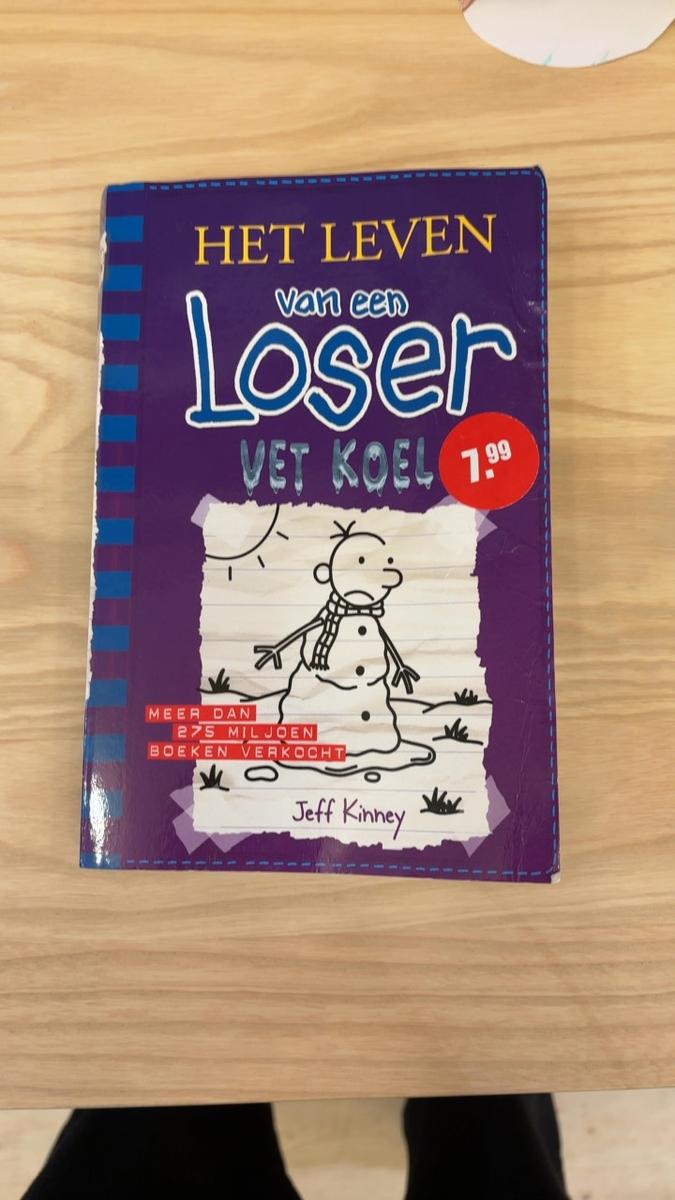 HET LEVEN
van een
Loser
VET KOEL
7.99
MEER DAN
275 MILJOEN
BOEKEN VERKOCHT
Jeff Kinney